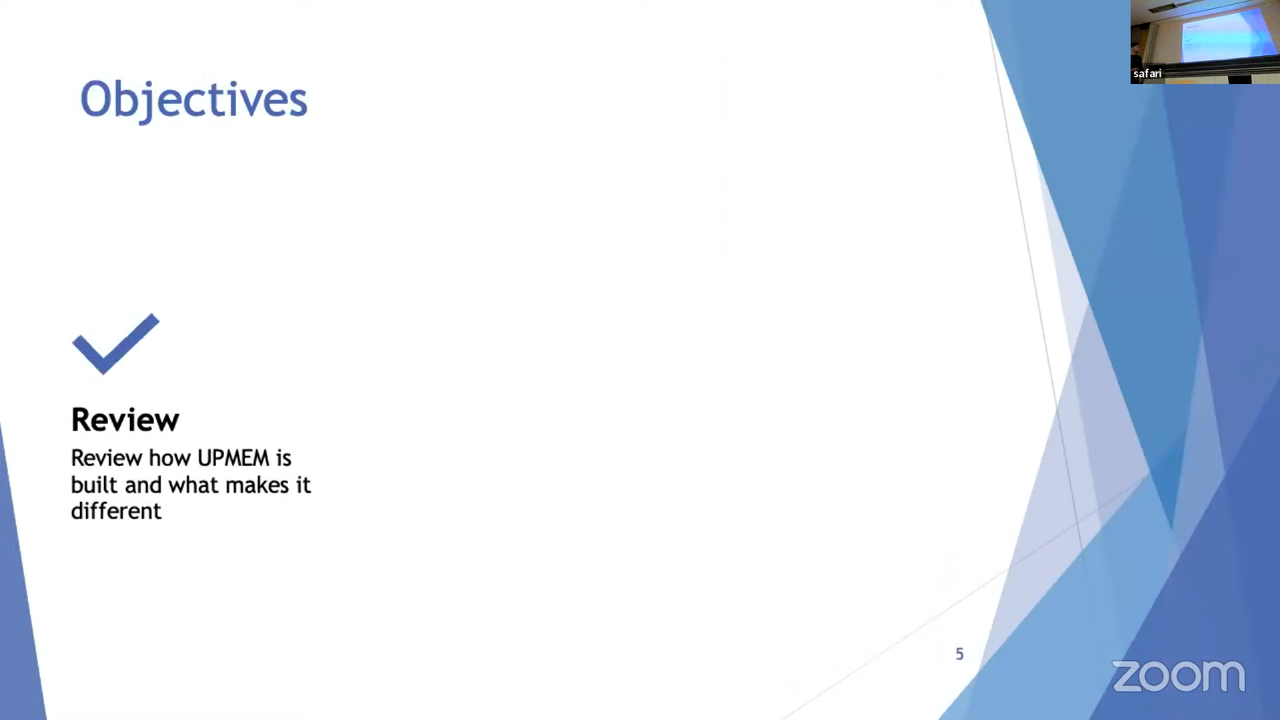 safari
Objectives
Review
Review how UPMEM is
built and what makes it
different
5
zoom